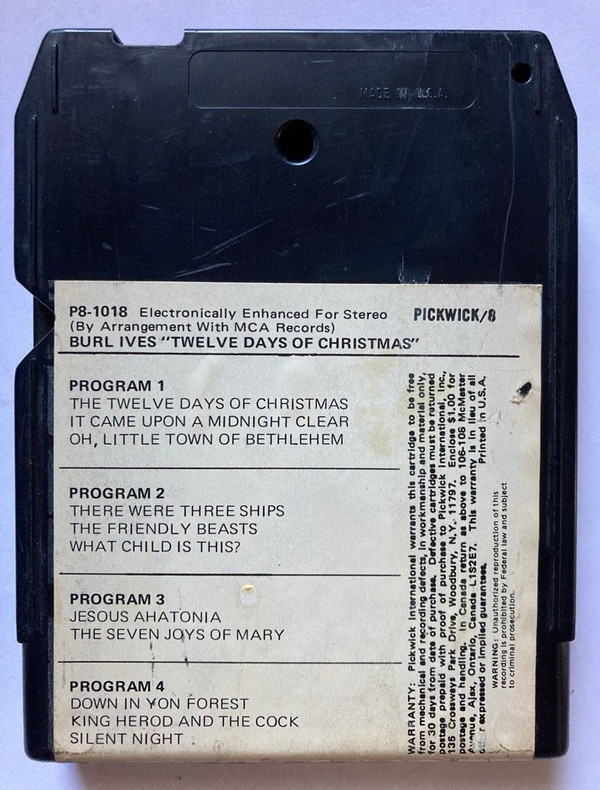 MADE IN U.S.A.
P8-1018 Electronically Enhanced For Stereo PICKWICK/8
(By Arrangement With MCA Records)
BURL IVES "TWELVE DAYS OF CHRISTMAS"
PROGRAM 1
THE TWELVE DAYS OF CHRISTMAS
IT CAME UPON A MIDNIGHT CLEAR
OH, LITTLE TOWN OF BETHLEHEM
PROGRAM 2
THERE WERE THREE SHIPS
THE FRIENDLY BEASTS
WHAT CHILD IS THIS?
PROGRAM 3
JESOUS AHATONIA
THE SEVEN JOYS OF MARY
PROGRAM 4
DOWN IN YON FOREST
KING HEROD AND THE COCK
SILENT NIGHT
WARRANTY: Pickwick International warrants this cartridge to be free
from mechanical and recording defects, in workmanship and material only,
for 30 days from date of purchase. Defective cartridges must be returned
postage prepaid with proof of purchase to Pickwick International, Inc.,
135 Crossways Park Drive, Woodbury, N.Y. 11797. Enclose $1.00 for
postage and handling. In Canada return as above to 106-108 McMaster
Avenue, Ajax, Ontario, Canada L1S2E7. This warranty is in lieu of all
other expressed or implied guarantees. Printed in U.S.A.
WARNING: Unauthorized reproduction of this
recording is prohibited by Federal law and subject
to criminal prosecution.